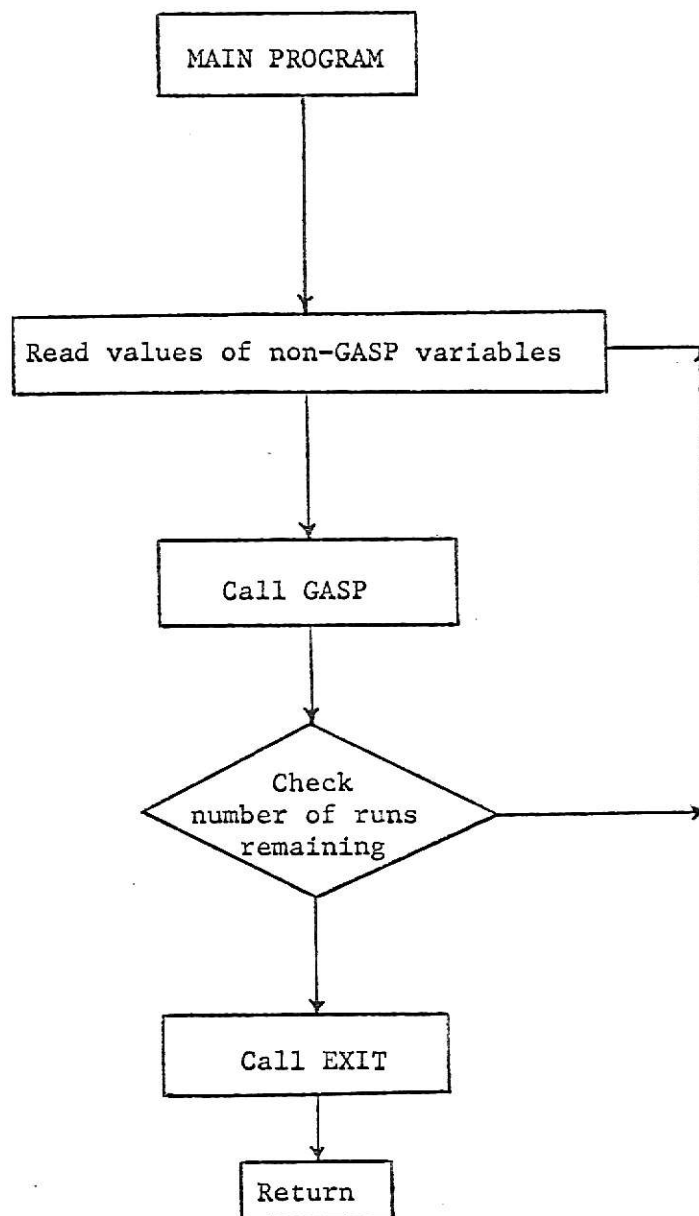 MAIN PROGRAM
Read values of non-GASP variables
Call GASP
Check
number of runs
remaining
Call EXIT
Return